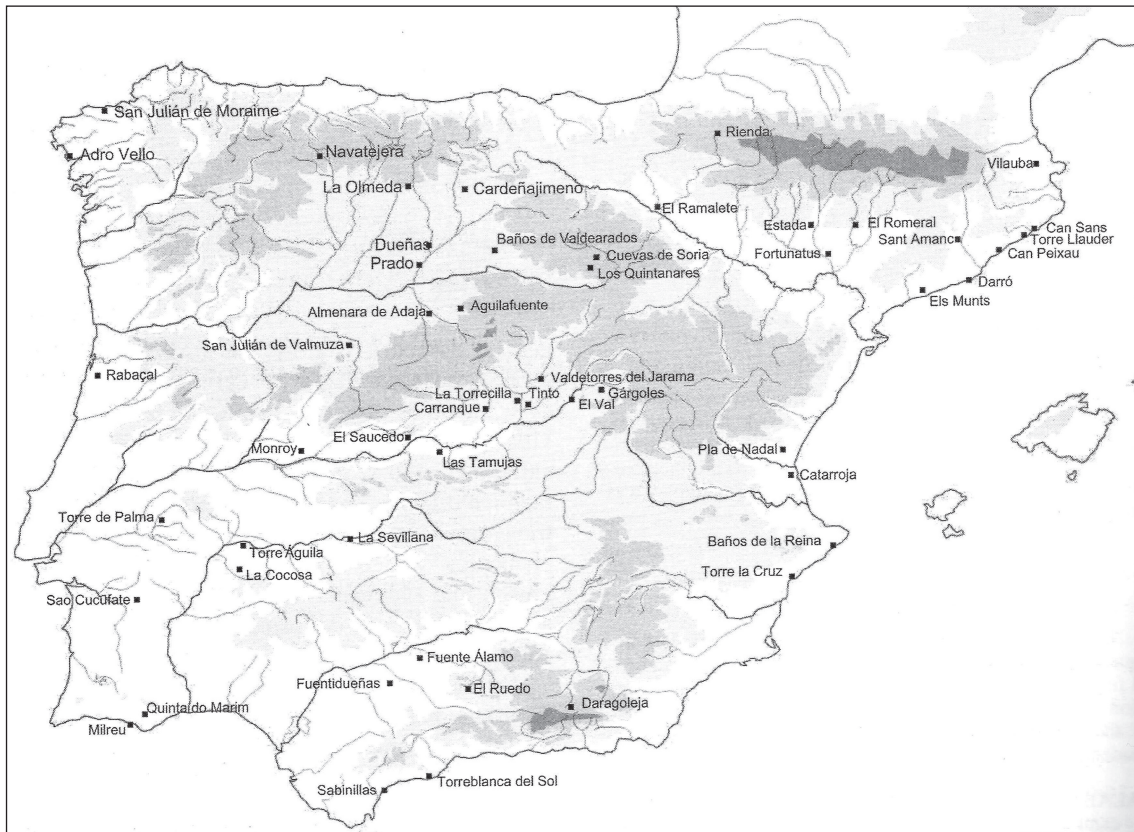 San Julián de Moraime
Rienda
Adro Vello
Navatejera
Vilauba
La Olmeda
Cardeñajimeno
El Ramalete
Estada
El Romeral
Can Sans
Torre Llauder
Sant Amanc
Can Peixau
Dueñas
Baños de Valdearados
Fortunatus
Prado
Cuevas de Soria
Los Quintanares
Darró
Els Munts
Aguilafuente
Almenara de Adaja
San Julián de Valmuza
Rabaçal
Valdetorres del Jarama
La Torrecilla
Tinto
Gárgoles
Carranque
El Val
El Saucedo
Monroy
Las Tamujas
Pla de Nadal
Catarroja
Torre de Palma
La Sevillana
Baños de la Reina
Torre Águila
La Cocosa
Torre la Cruz
Sao Cucufate
Fuente Álamo
Fuentidueñas
El Ruedo
Daragoleja
Quinta do Marim
Milreu
Torreblanca del Sol
Sabinillas